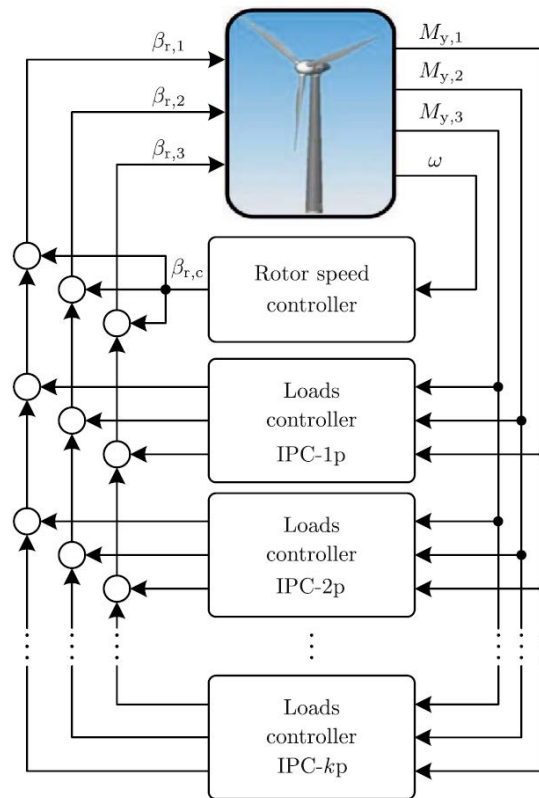 β_r,1
M_y,1
β_r,2
M_y,2
β_r,3
M_y,3
ω
β_r,c
Rotor speed
controller
Loads
controller
IPC-1p
Loads
controller
IPC-2p
Loads
controller
IPC-kp